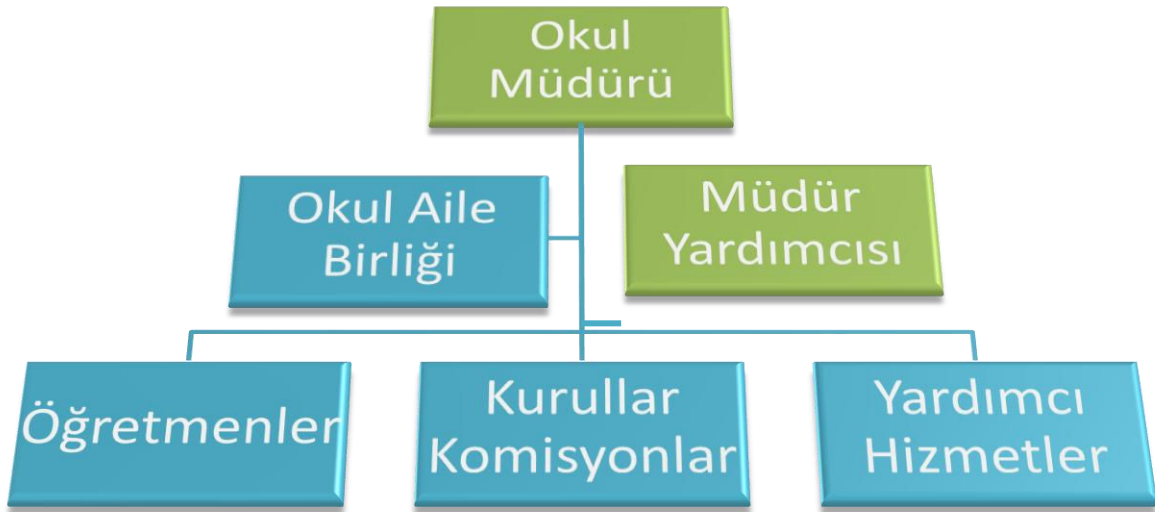 Okul
Müdürü
Okul Aile
Birliği
Müdür
Yardımcısı
Öğretmenler
Kurullar
Komisyonlar
Yardımcı
Hizmetler